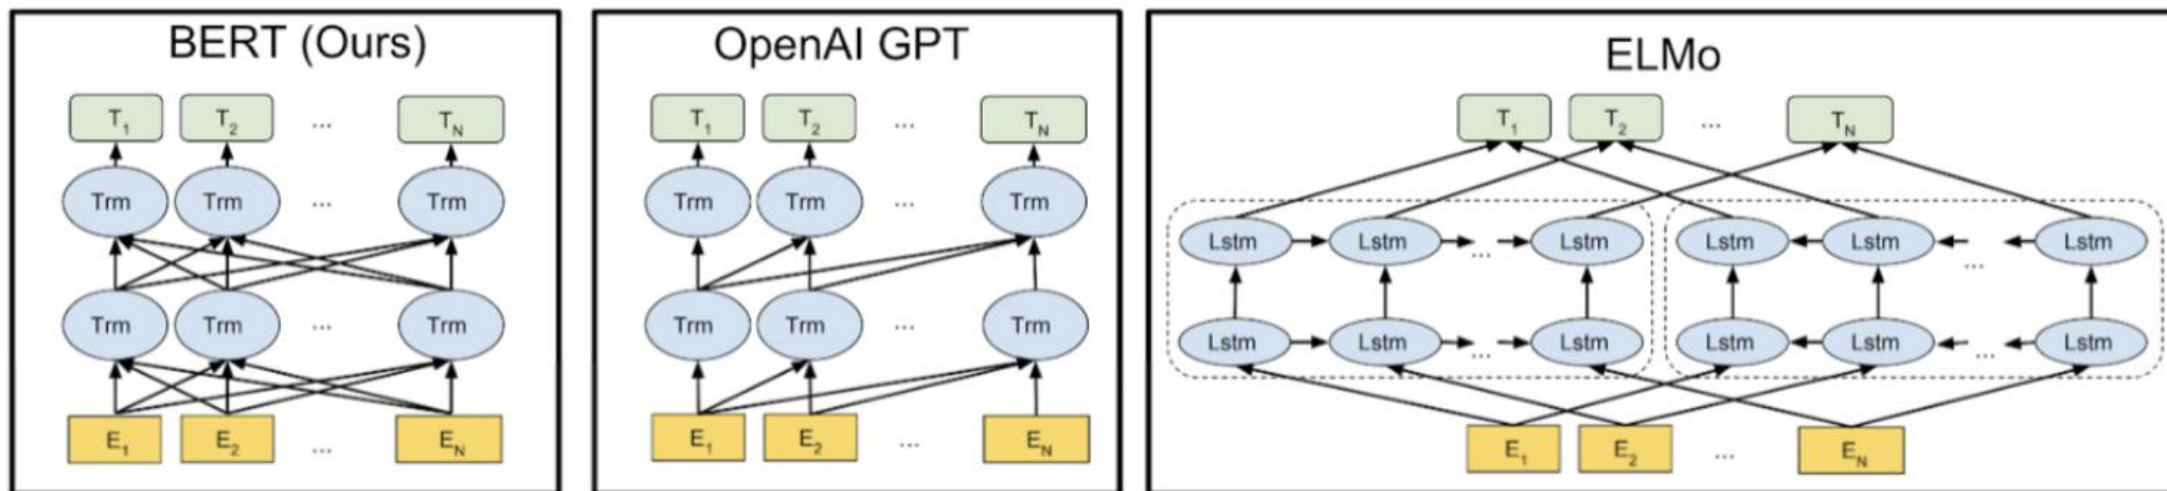 BERT (Ours)
T1 T2 ... TN
Trm Trm ... Trm
Trm Trm ... Trm
E1 E2 ... EN
OpenAI GPT
T1 T2 ... TN
Trm Trm ... Trm
Trm Trm ... Trm
E1 E2 ... EN
ELMo
T1 T2 ... TN
Lstm Lstm ... Lstm Lstm Lstm ... Lstm
Lstm Lstm ... Lstm Lstm Lstm ... Lstm
E1 E2 ... EN